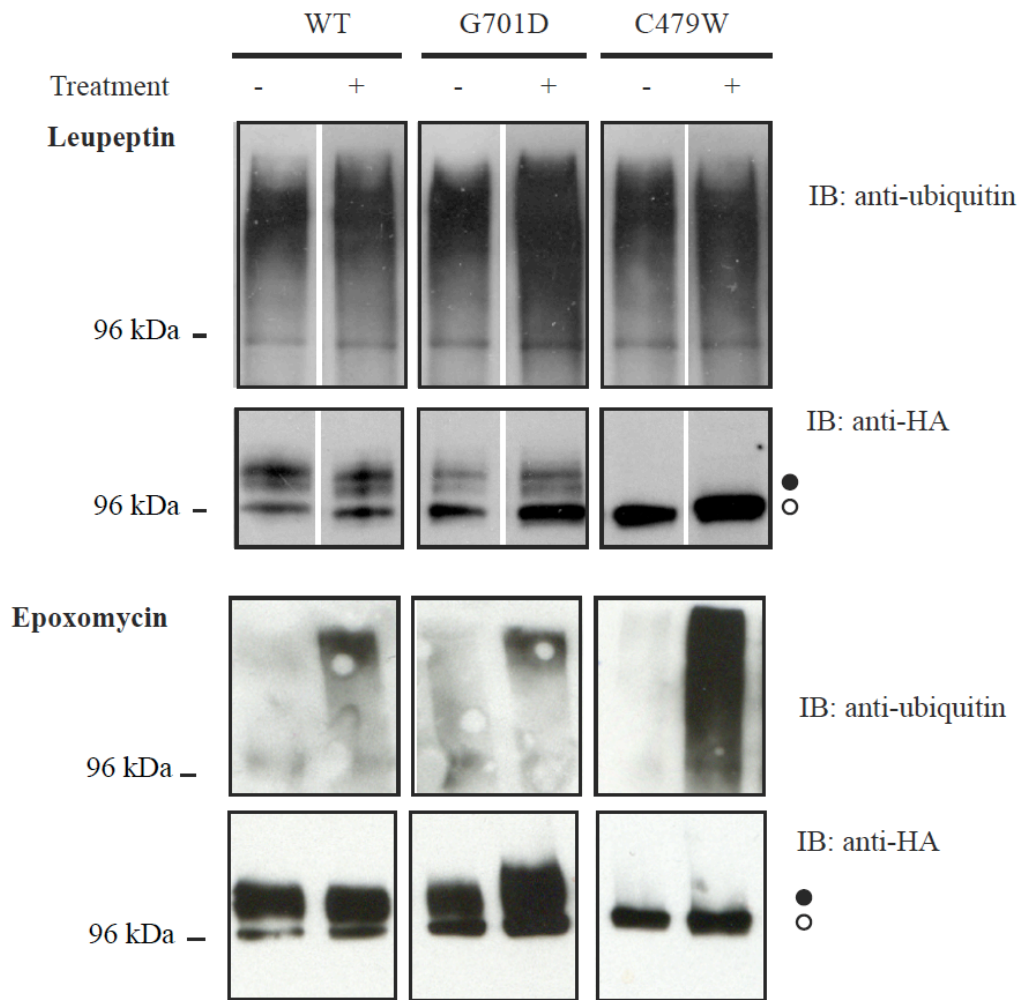 WT G701D C479W
Treatment - + - + - +
Leupeptin
IB: anti-ubiquitin
96 kDa
IB: anti-HA
96 kDa
Epoxomycin
IB: anti-ubiquitin
96 kDa
IB: anti-HA
96 kDa